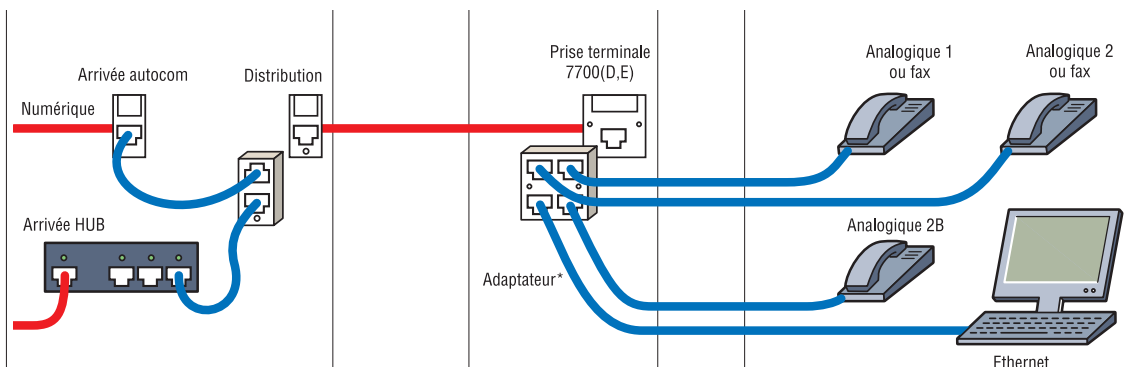 Arrivée autocom
Distribution
Numérique
Arrivée HUB
Prise terminale
7700(D,E)
Adaptateur*
Analogique 1
ou fax
Analogique 2
ou fax
Analogique 2B
Ethernet